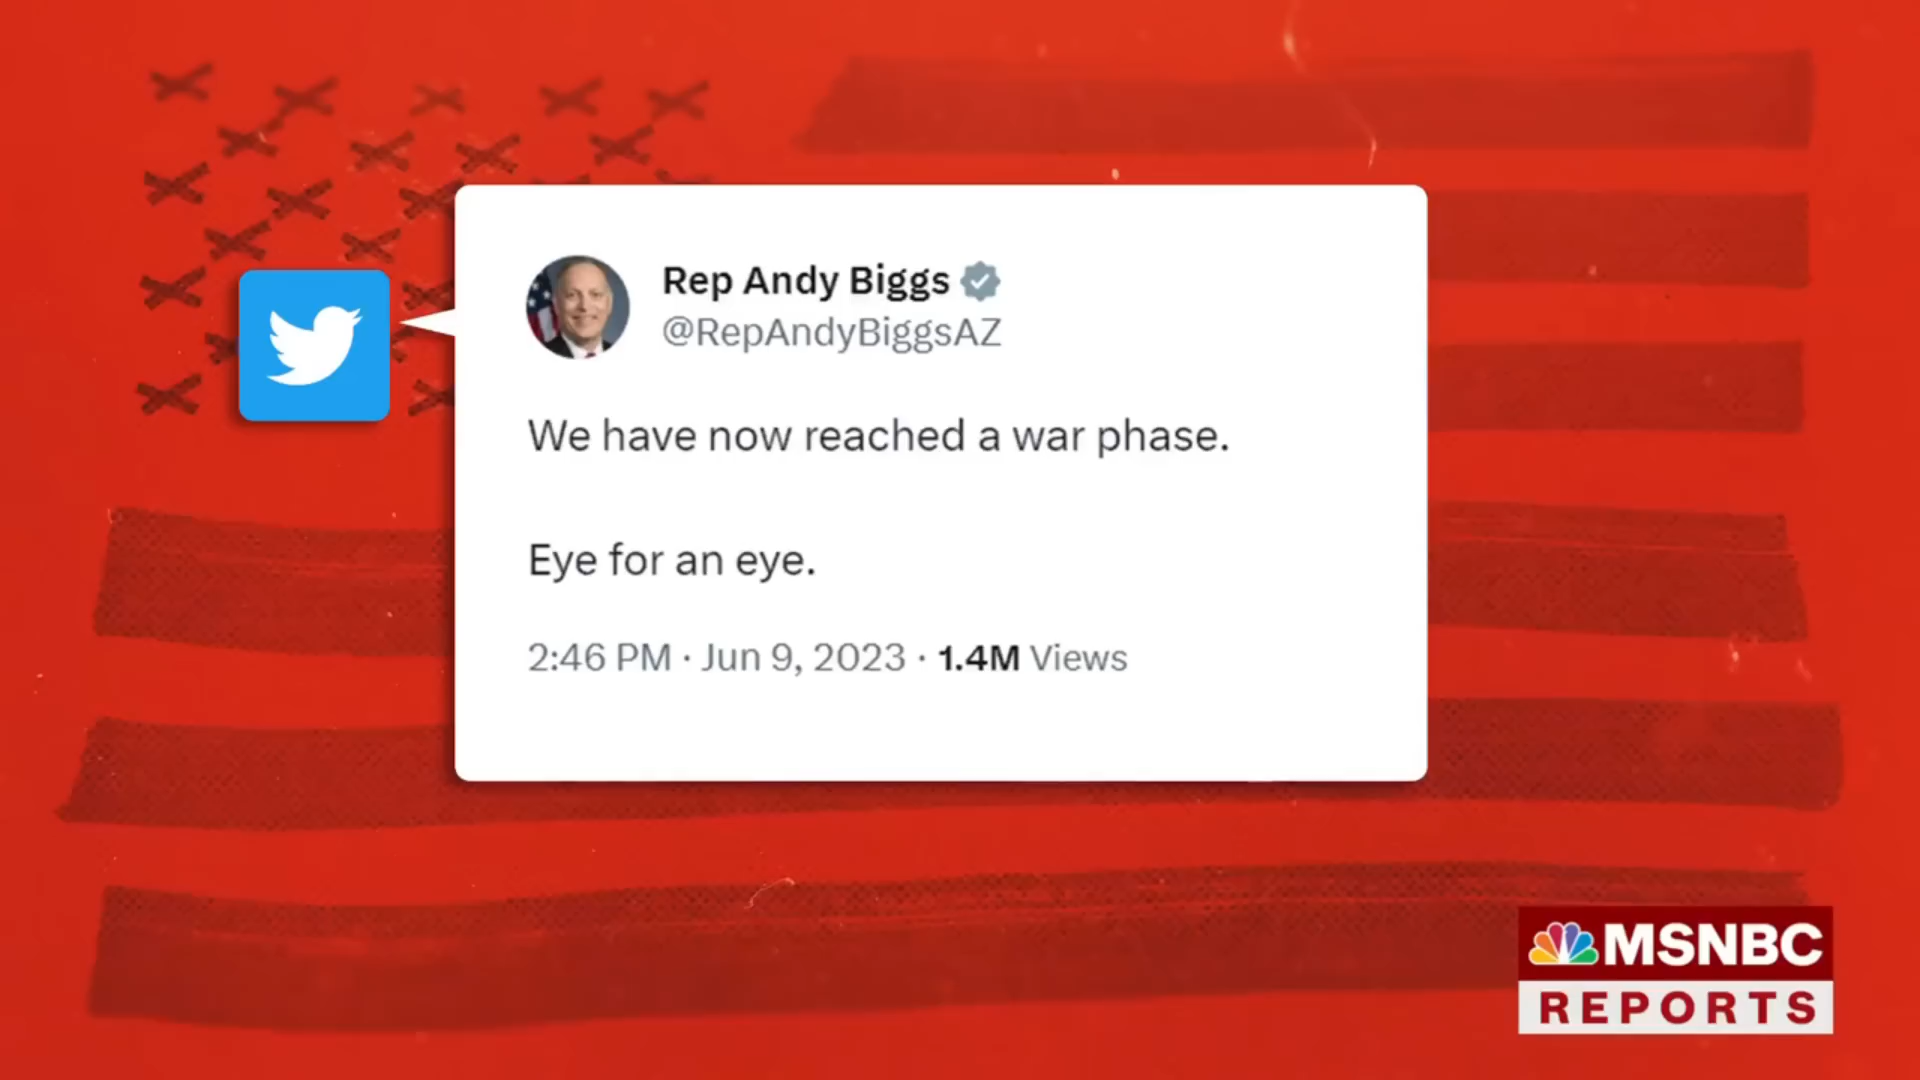 Rep Andy Biggs
@RepAndyBiggsAZ
We have now reached a war phase.
Eye for an eye.
2:46 PM · Jun 9, 2023 · 1.4M Views
MSNBC
REPORTS